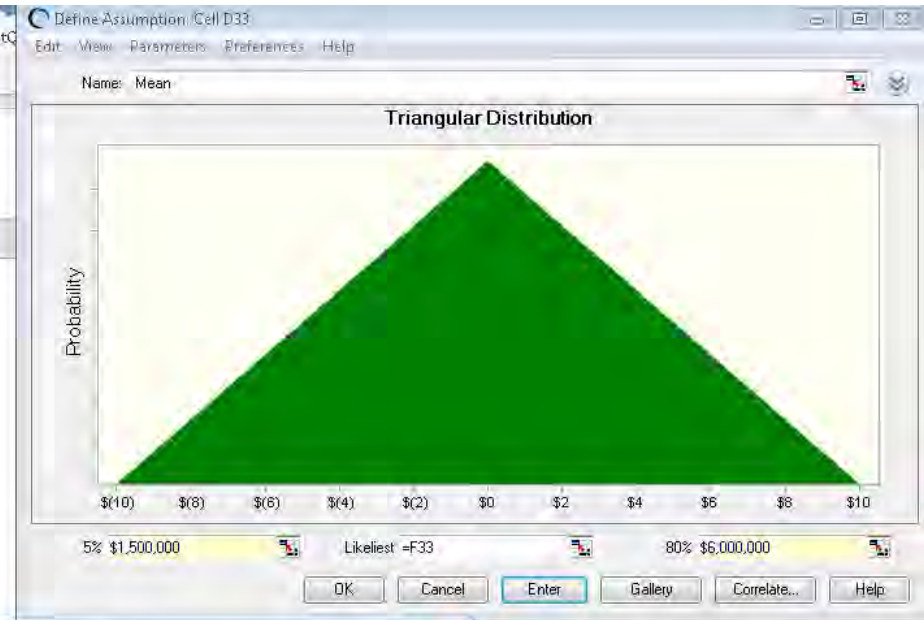 tQ
Define Assumption: Cell D33
Edit View Parameters Preferences Help
Name: Mean
Triangular Distribution
Probability
$(10) $(8) $(6) $(4) $(2) $0 $2 $4 $6 $8 $10
5% $1,500,000 Likeliest =F33 80% $6,000,000
OK Cancel Enter Gallery Correlate... Help